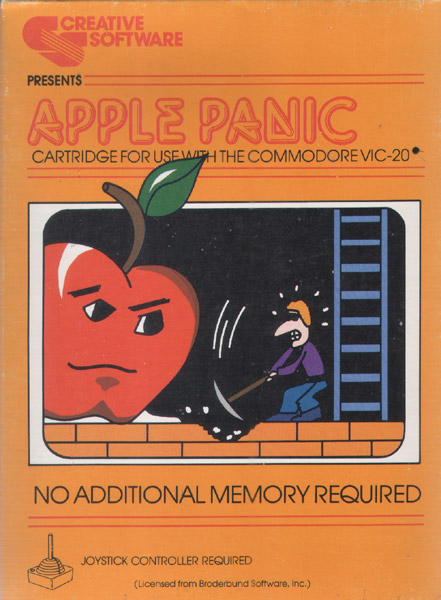 CREATIVE
SOFTWARE
PRESENTS
APPLE PANIC
CARTRIDGE FOR USE WITH THE COMMODORE VIC-20
NO ADDITIONAL MEMORY REQUIRED
JOYSTICK CONTROLLER REQUIRED
(Licensed from Broderbund Software, Inc.)